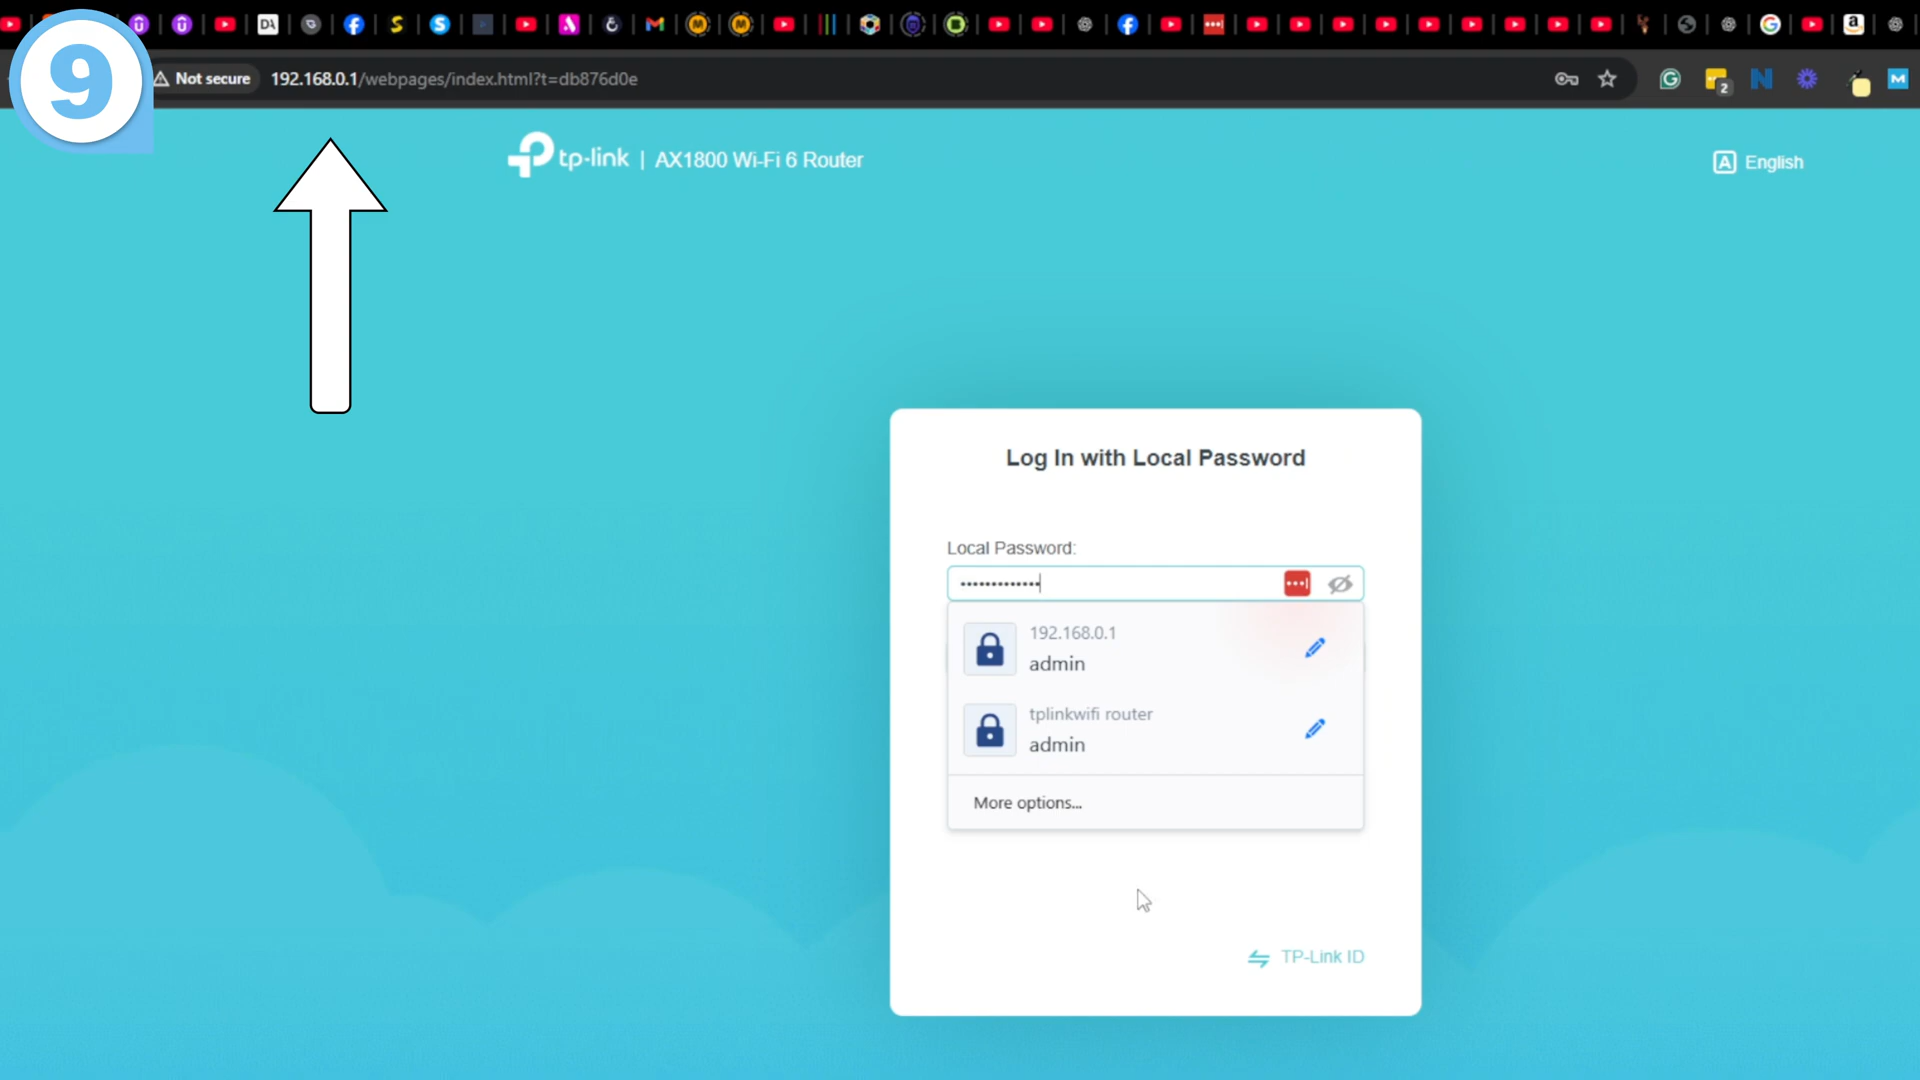 9
Not secure 192.168.0.1/webpages/index.html?t=db876d0e
2
tp-link | AX1800 Wi-Fi 6 Router
A English
Log In with Local Password
Local Password:
192.168.0.1
admin
tplinkwifi router
admin
More options...
TP-Link ID